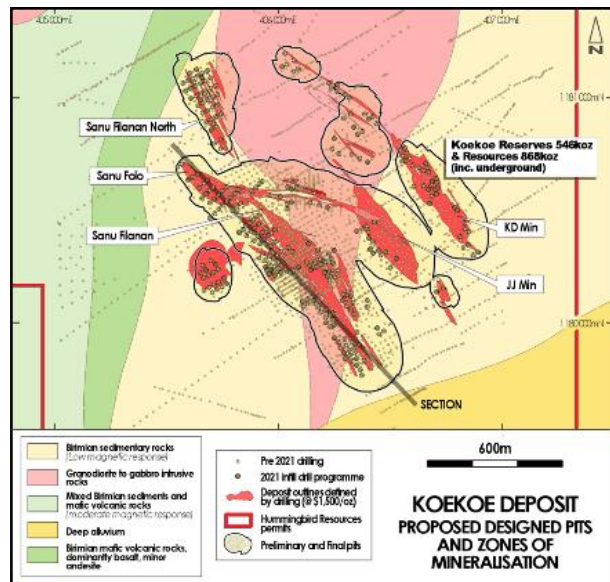 405000mE
406000mE
407000mE
N
1181000mN
Sanu Filanan North
Koekoe Reserves 546koz
& Resources 868koz
(inc. underground)
Sanu Folo
KD Min
Sanu Filanan
JJ Min
1180000mN
SECTION
Birimian sedimentary rocks
(Low magnetic response)
Granodiorite to gabbro intrusive
rocks
Mixed Birimian sediments and
mafic volcanic rocks
(moderate magnetic response)
Deep alluvium
Birimian mafic volcanic rocks,
dominantly basalt, minor
andesite
Pre 2021 drilling
2021 infill drill programme
Deposit outlines defined
by drilling (@ $1,500/oz)
Hummingbird Resources
permits
Preliminary and Final pits
600m
KOEKOE DEPOSIT
PROPOSED DESIGNED PITS
AND ZONES OF
MINERALISATION